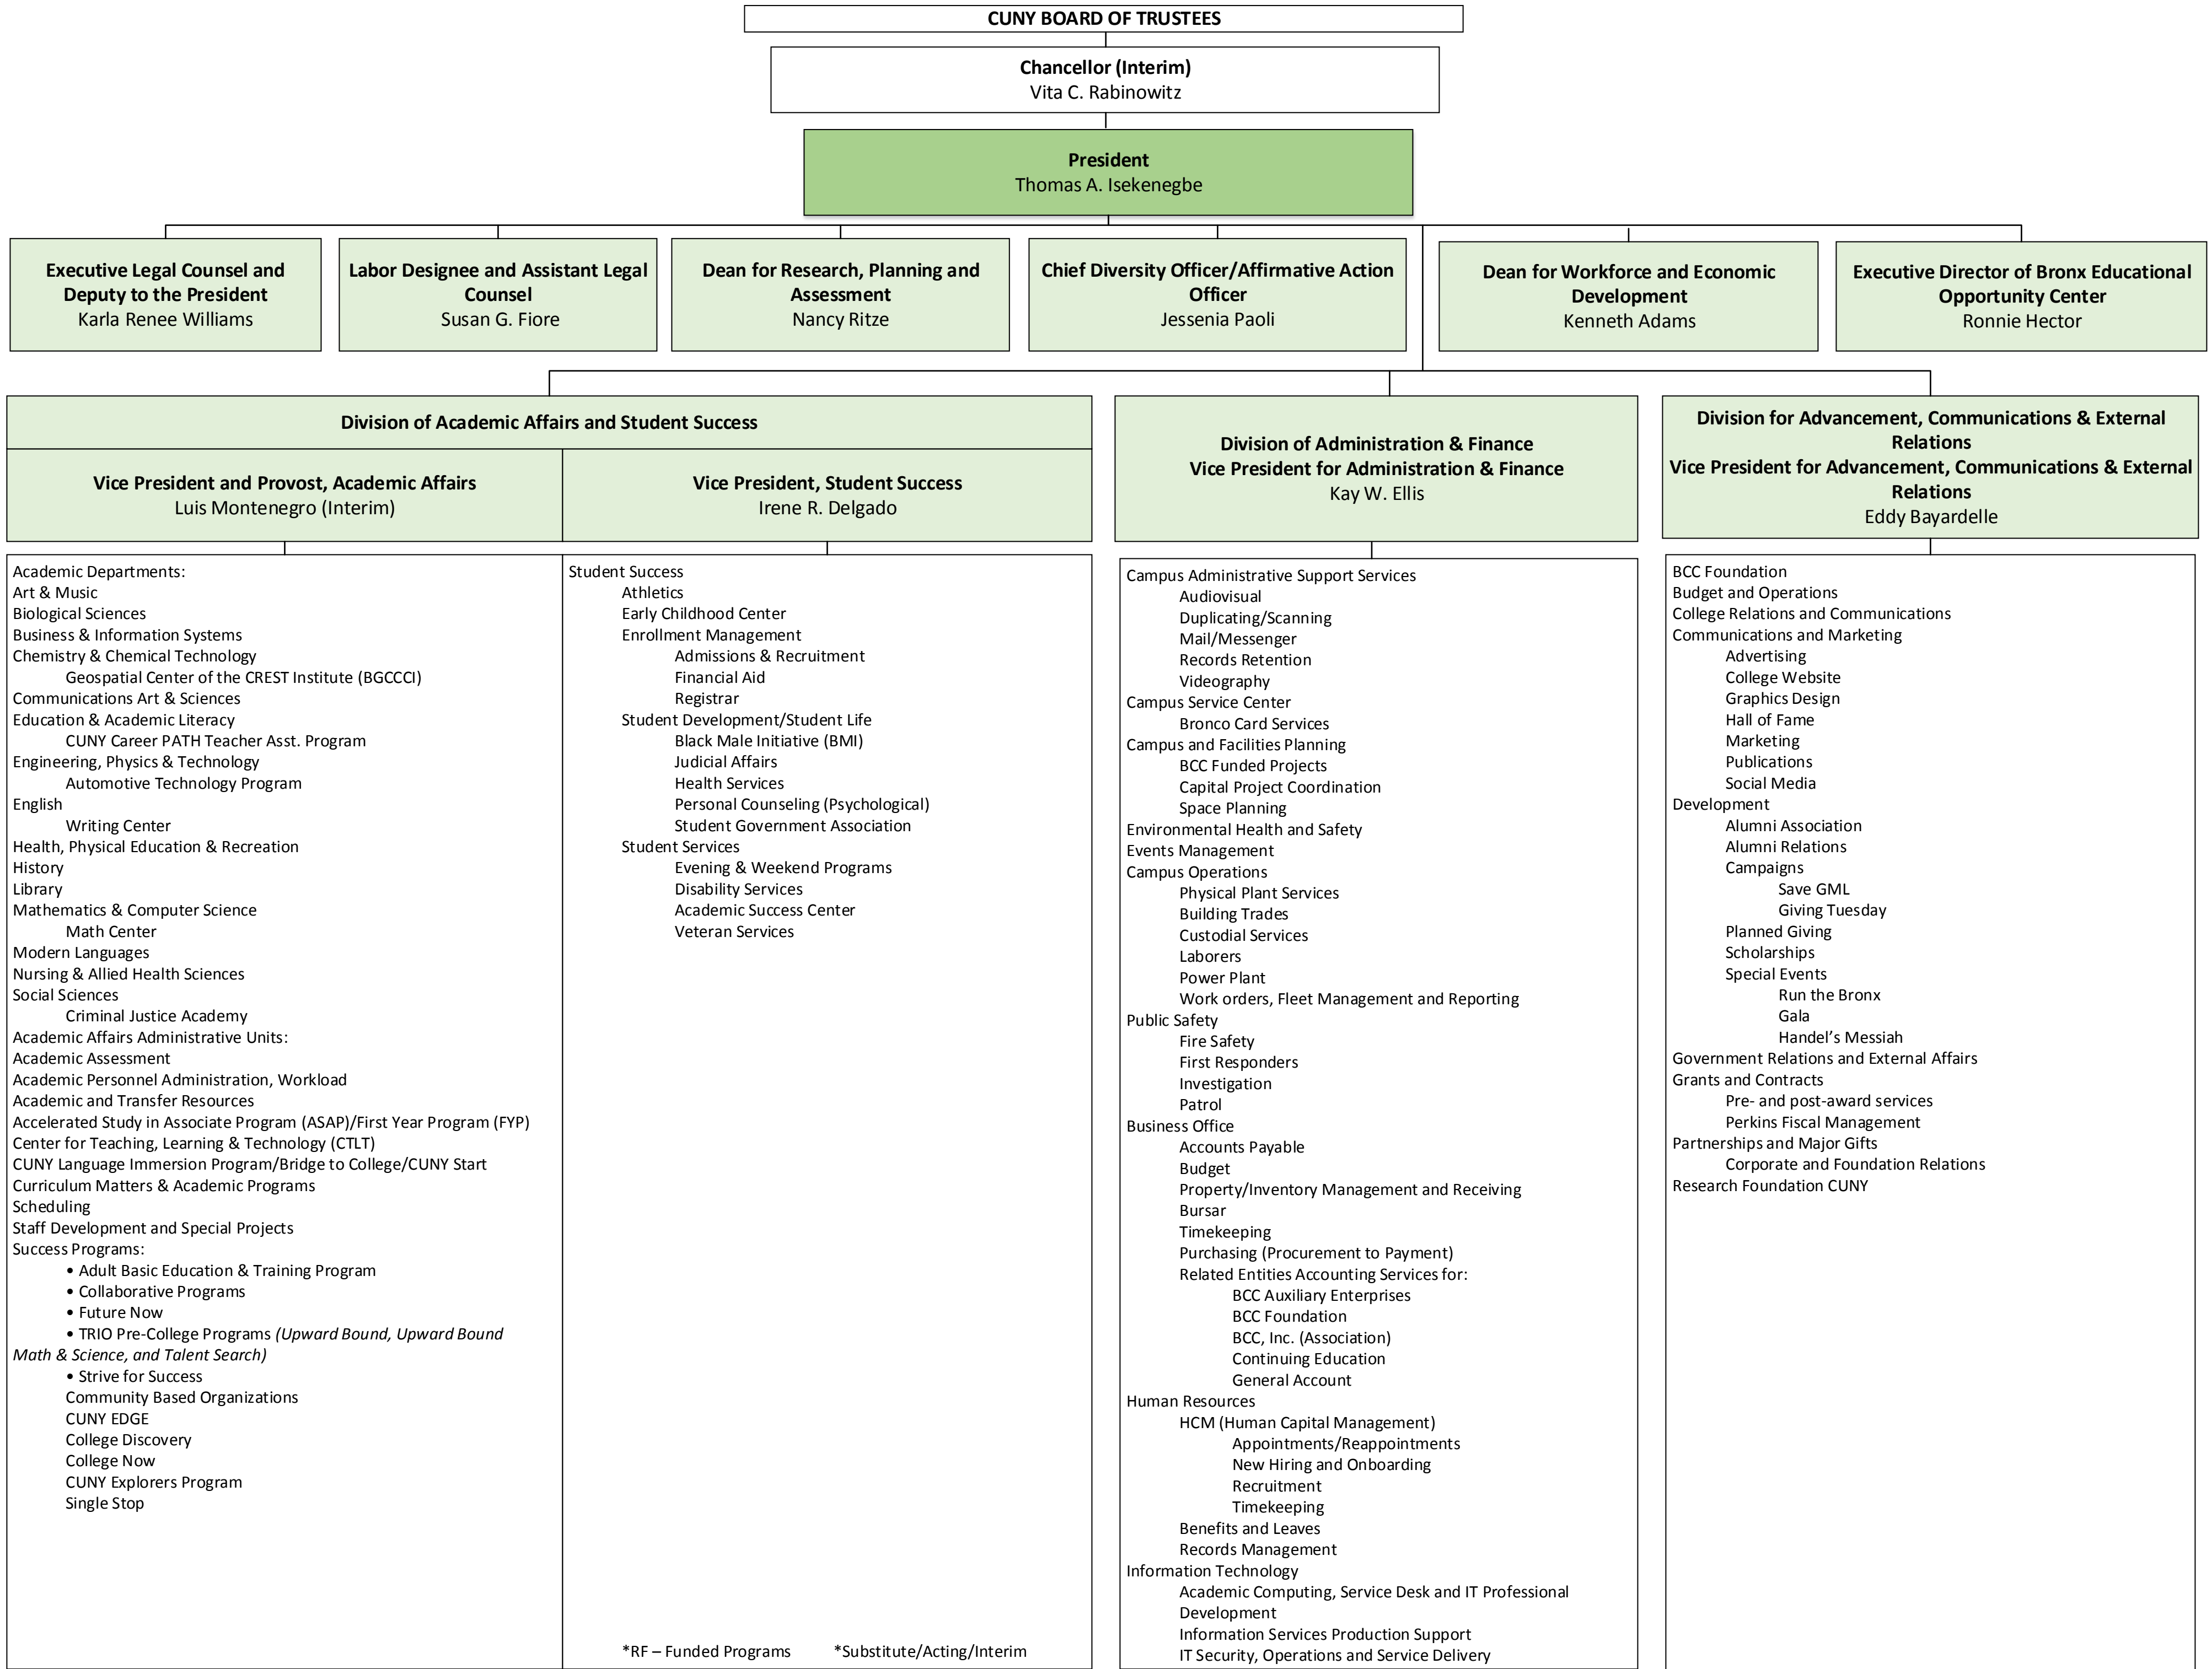 CUNY BOARD OF TRUSTEES
Chancellor (Interim)
Vita C. Rabinowitz
President
Thomas A. Isekenegbe
Executive Legal Counsel and
Deputy to the President
Karla Renee Williams
Labor Designee and Assistant Legal
Counsel
Susan G. Fiore
Dean for Research, Planning and
Assessment
Nancy Ritze
Chief Diversity Officer/Affirmative Action
Officer
Jessenia Paoli
Dean for Workforce and Economic
Development
Kenneth Adams
Executive Director of Bronx Educational
Opportunity Center
Ronnie Hector
Division of Academic Affairs and Student Success
Vice President and Provost, Academic Affairs
Luis Montenegro (Interim)
Vice President, Student Success
Irene R. Delgado
Division of Administration & Finance
Vice President for Administration & Finance
Kay W. Ellis
Division for Advancement, Communications & External
Relations
Vice President for Advancement, Communications & External
Relations
Eddy Bayardelle
Academic Departments:
Art & Music
Biological Sciences
Business & Information Systems
Chemistry & Chemical Technology
Geospatial Center of the CREST Institute (BGCCCI)
Communications Art & Sciences
Education & Academic Literacy
CUNY Career PATH Teacher Asst. Program
Engineering, Physics & Technology
Automotive Technology Program
English
Writing Center
Health, Physical Education & Recreation
History
Library
Mathematics & Computer Science
Math Center
Modern Languages
Nursing & Allied Health Sciences
Social Sciences
Criminal Justice Academy
Academic Affairs Administrative Units:
Academic Assessment
Academic Personnel Administration, Workload
Academic and Transfer Resources
Accelerated Study in Associate Program (ASAP)/First Year Program (FYP)
Center for Teaching, Learning & Technology (CTLT)
CUNY Language Immersion Program/Bridge to College/CUNY Start
Curriculum Matters & Academic Programs
Scheduling
Staff Development and Special Projects
Success Programs:
• Adult Basic Education & Training Program
• Collaborative Programs
• Future Now
• TRIO Pre-College Programs (Upward Bound, Upward Bound
Math & Science, and Talent Search)
• Strive for Success
Community Based Organizations
CUNY EDGE
College Discovery
College Now
CUNY Explorers Program
Single Stop
Student Success
Athletics
Early Childhood Center
Enrollment Management
Admissions & Recruitment
Financial Aid
Registrar
Student Development/Student Life
Black Male Initiative (BMI)
Judicial Affairs
Health Services
Personal Counseling (Psychological)
Student Government Association
Student Services
Evening & Weekend Programs
Disability Services
Academic Success Center
Veteran Services
*RF – Funded Programs *Substitute/Acting/Interim
Campus Administrative Support Services
Audiovisual
Duplicating/Scanning
Mail/Messenger
Records Retention
Videography
Campus Service Center
Bronco Card Services
Campus and Facilities Planning
BCC Funded Projects
Capital Project Coordination
Space Planning
Environmental Health and Safety
Events Management
Campus Operations
Physical Plant Services
Building Trades
Custodial Services
Laborers
Power Plant
Work orders, Fleet Management and Reporting
Public Safety
Fire Safety
First Responders
Investigation
Patrol
Business Office
Accounts Payable
Budget
Property/Inventory Management and Receiving
Bursar
Timekeeping
Purchasing (Procurement to Payment)
Related Entities Accounting Services for:
BCC Auxiliary Enterprises
BCC Foundation
BCC, Inc. (Association)
Continuing Education
General Account
Human Resources
HCM (Human Capital Management)
Appointments/Reappointments
New Hiring and Onboarding
Recruitment
Timekeeping
Benefits and Leaves
Records Management
Information Technology
Academic Computing, Service Desk and IT Professional
Development
Information Services Production Support
IT Security, Operations and Service Delivery
BCC Foundation
Budget and Operations
College Relations and Communications
Communications and Marketing
Advertising
College Website
Graphics Design
Hall of Fame
Marketing
Publications
Social Media
Development
Alumni Association
Alumni Relations
Campaigns
Save GML
Giving Tuesday
Planned Giving
Scholarships
Special Events
Run the Bronx
Gala
Handel’s Messiah
Government Relations and External Affairs
Grants and Contracts
Pre- and post-award services
Perkins Fiscal Management
Partnerships and Major Gifts
Corporate and Foundation Relations
Research Foundation CUNY